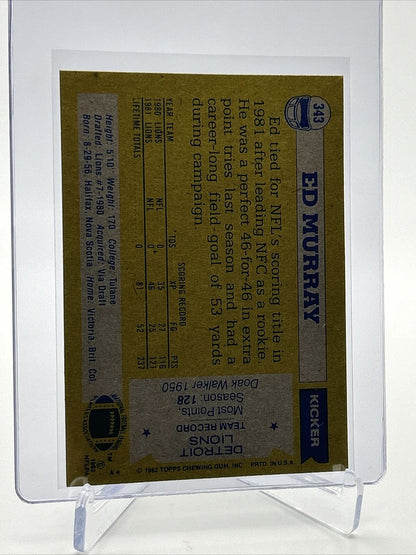 343
ED MURRAY
KICKER
Ed tied for NFL's scoring title in
1981 after leading NFC as a rookie.
He was a perfect 46-for-46 in extra
point tries last season and had a
career-long field goal of 53 yards
during campaign.
DETROIT
LIONS
TEAM RECORD
Most Points,
Season: 128
Doak Walker 1950
SCORING RECORD
YEAR TEAM TDS XP FG PTS
1980 LIONS NFL 0 35 27 116
1981 LIONS NFL 0 46 25 121
LIFETIME TOTALS 0 81 52 237
Height: 5'10" Weight: 170 College: Tulane
Drafted: Lions #7-1980 Acquired: Via Draft
Born: 8-29-56, Halifax, Nova Scotia Home: Victoria, Brit. Col.
© 1982 TOPPS CHEWING GUM, INC. PRTD. IN U.S.A.
© 1982
NFLPA